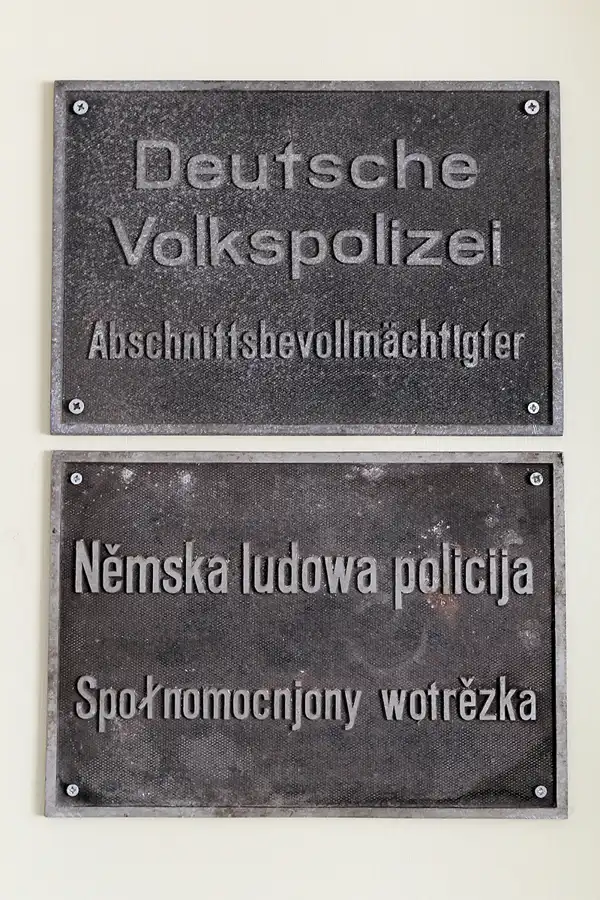 Deutsche
Volkspolizei
Abschnittsbevollmächtigter
Němska ludowa policija
Społnomocnjony wotrězka